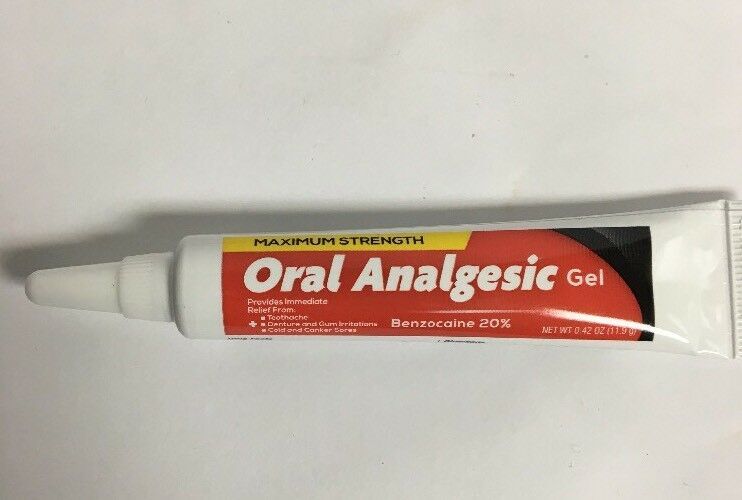 MAXIMUM STRENGTH
Oral Analgesic Gel
Provides Immediate
Relief From:
Toothache
Denture and Gum Irritations
Cold and Canker Sores
Benzocaine 20%
NET WT 0.42 OZ (11.9 g)